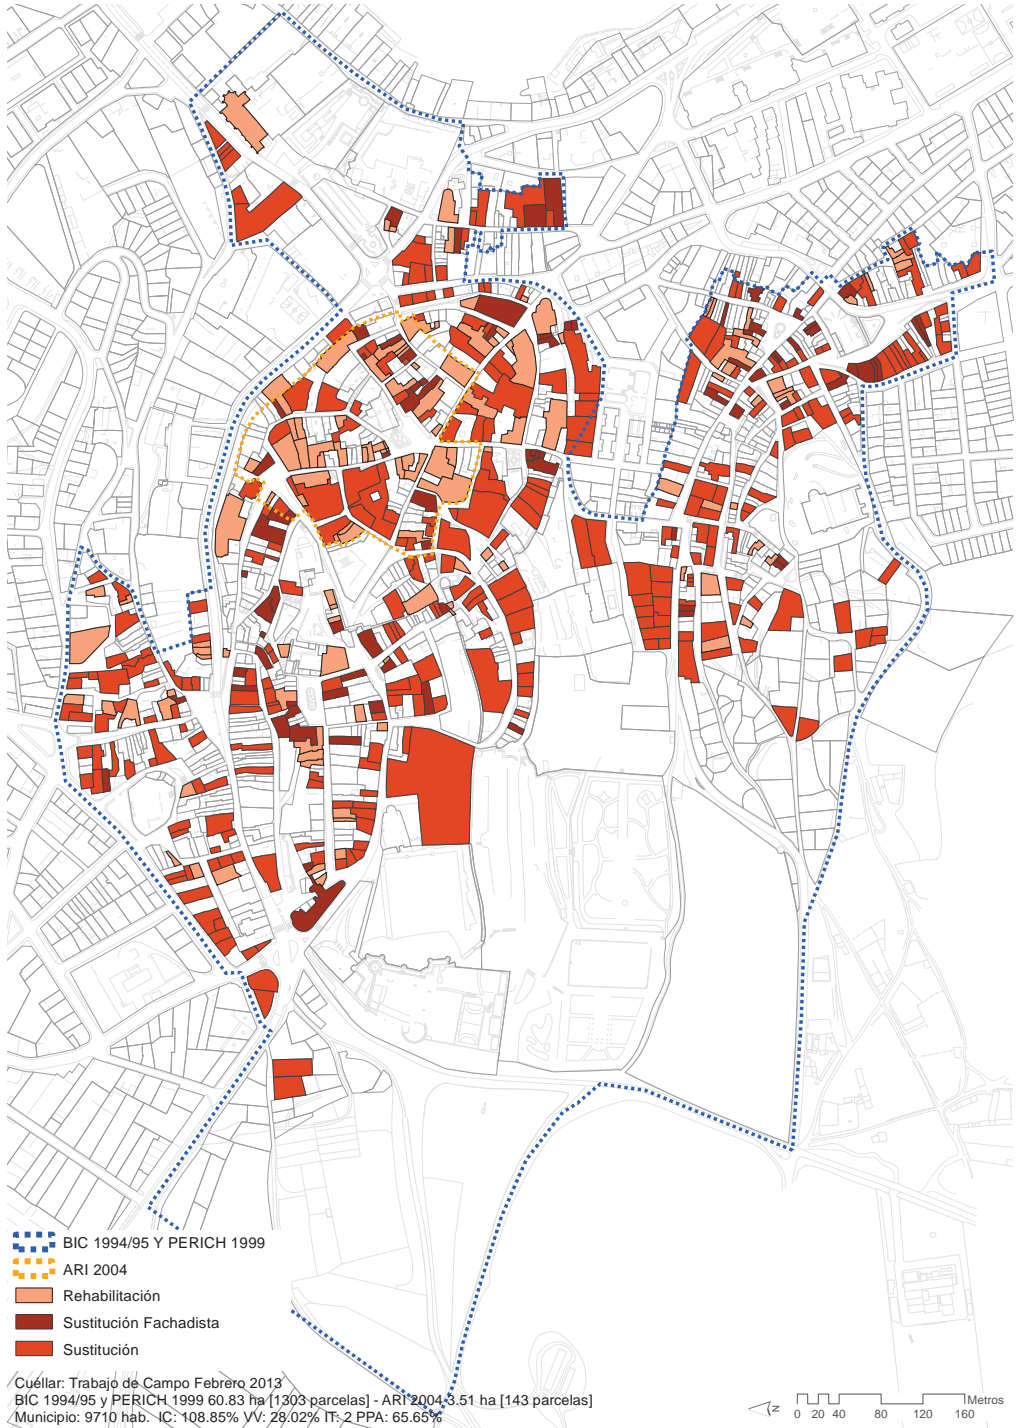 BIC 1994/95 Y PERICH 1999
ARI 2004
Rehabilitación
Sustitución Fachadista
Sustitución
Cuéllar: Trabajo de Campo Febrero 2013
BIC 1994/95 y PERICH 1999 60.83 ha [1303 parcelas] - ARI 2004 3.51 ha [143 parcelas]
Municipio: 9710 hab. IC: 108.85% VV: 28.02% IT: 2 PPA: 65.65%
N
Metros
0 20 40 80 120 160